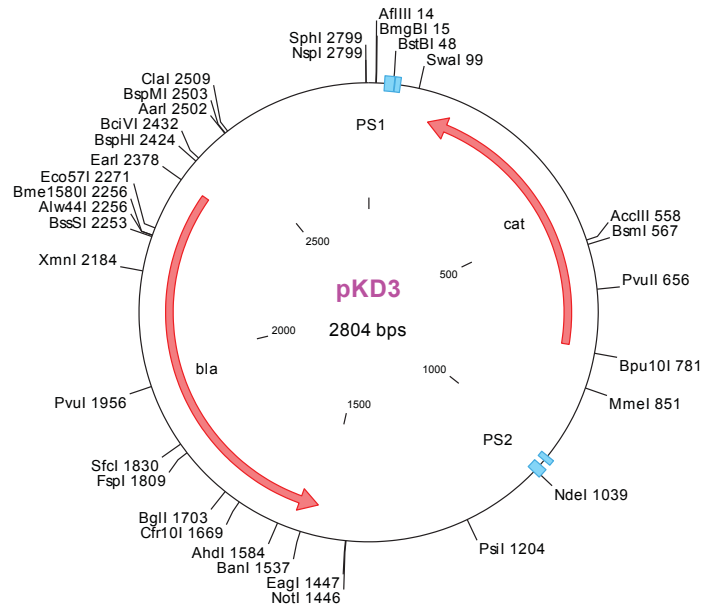 AflIII 14
BmgBI 15
BstBI 48
SwaI 99
SphI 2799
NspI 2799
ClaI 2509
BspMI 2503
AarI 2502
BciVI 2432
BspHI 2424
EarI 2378
Eco57I 2271
Bme1580I 2256
Alw44I 2256
BssSI 2253
XmnI 2184
PvuI 1956
SfcI 1830
FspI 1809
BglI 1703
Cfr10I 1669
AhdI 1584
BanI 1537
EagI 1447
NotI 1446
PS1
cat
AccIII 558
BsmI 567
PvuII 656
Bpu10I 781
MmeI 851
PS2
NdeI 1039
PsiI 1204
bla
2500
500
2000
1000
1500
pKD3
2804 bps